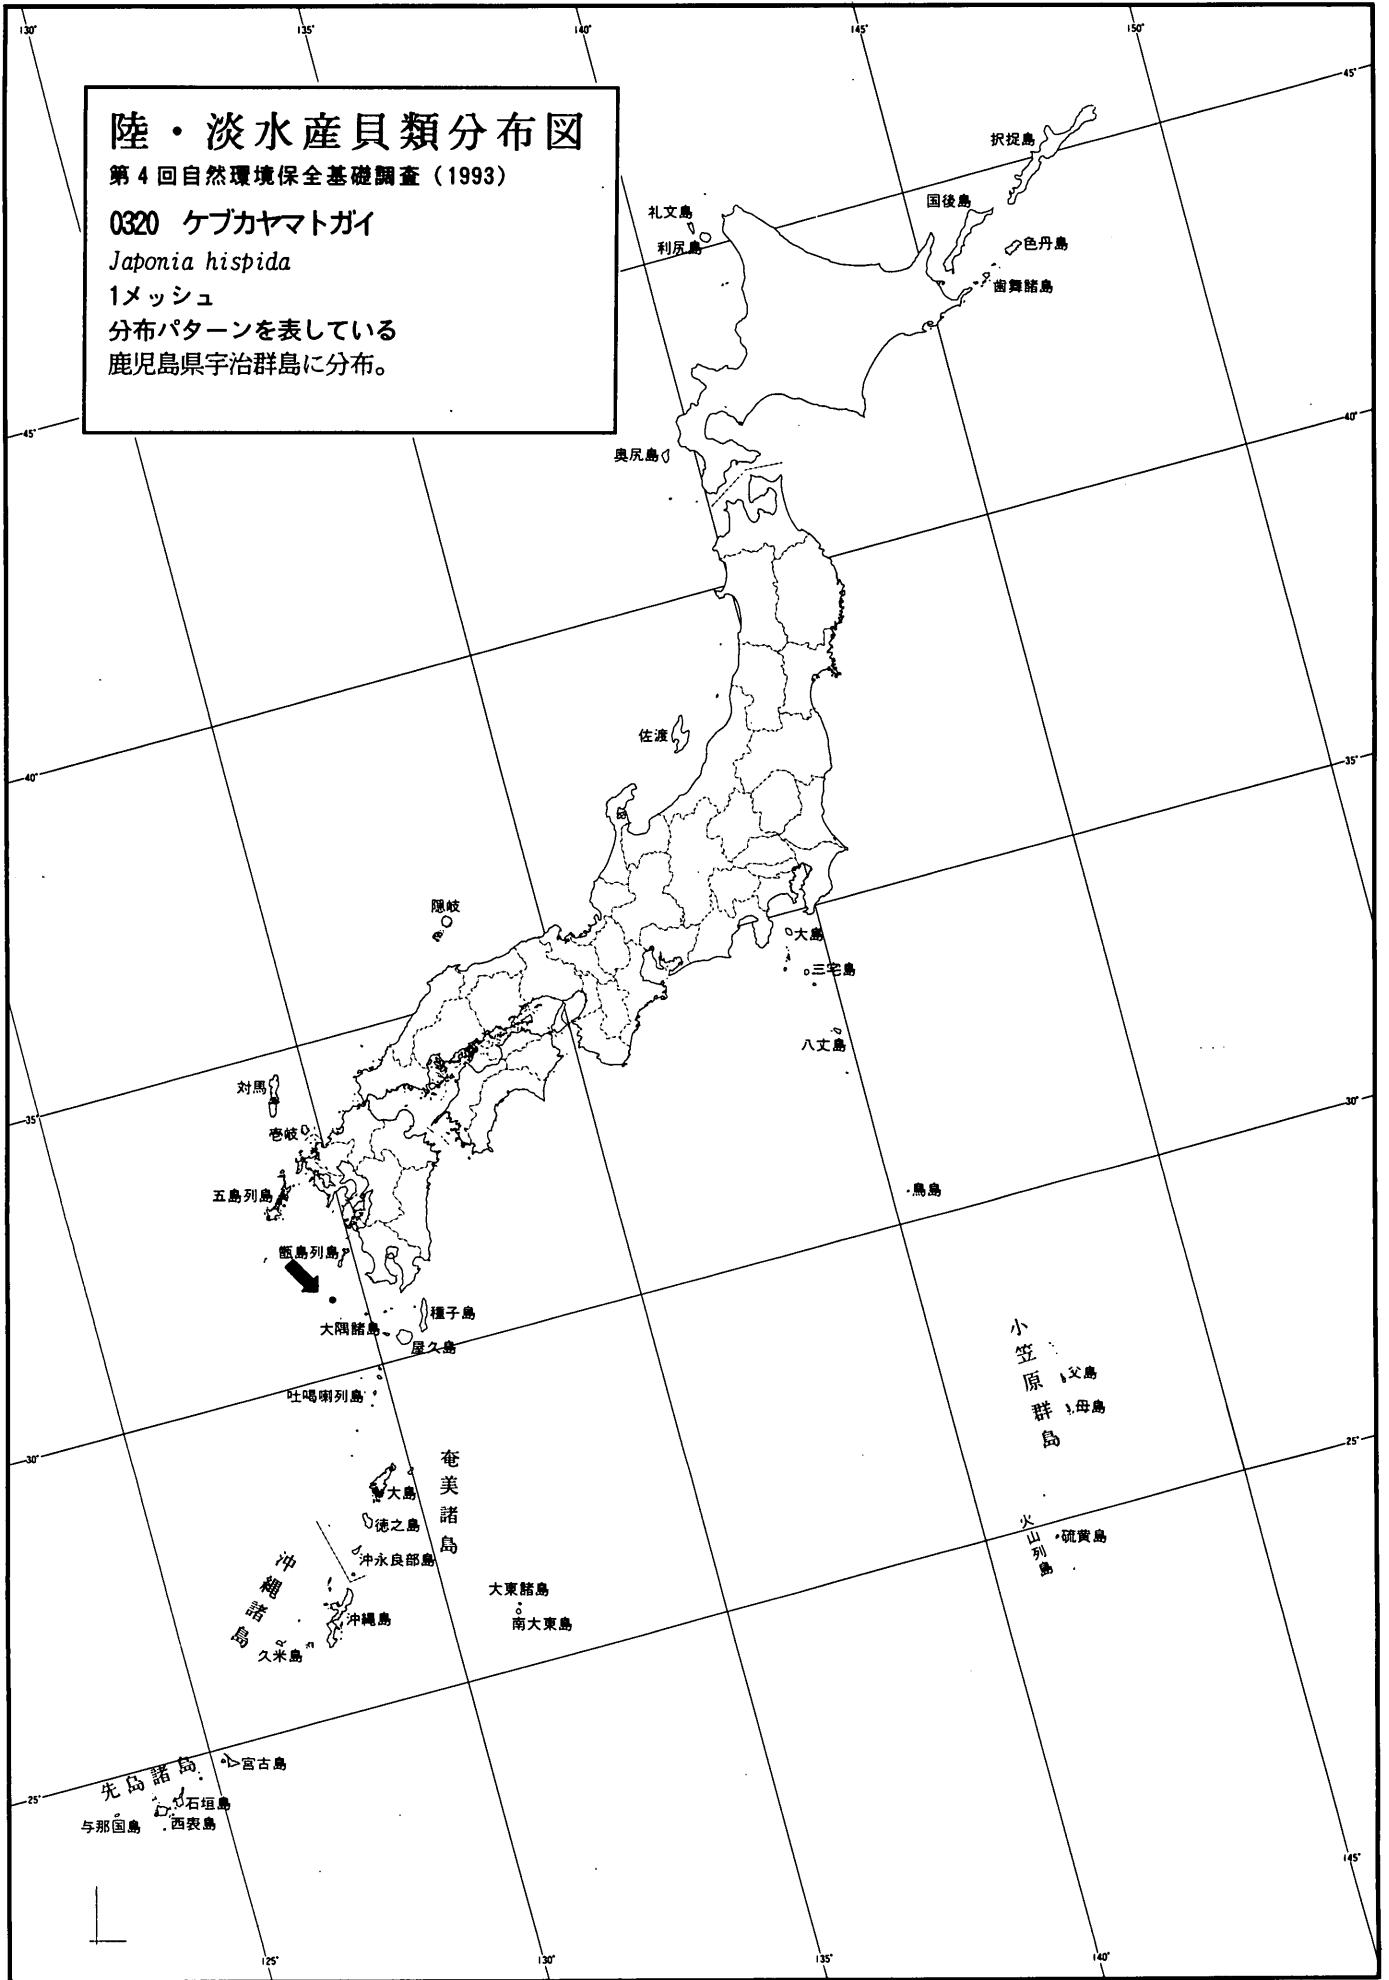 130°
135°
140°
145°
150°
45°
陸・淡水産貝類分布図
第4回自然環境保全基礎調査（1993）
0320 ケブカヤマトガイ
Japonia hispida
1メッシュ
分布パターンを表している
鹿児島県宇治群島に分布。
択捉島
国後島
色丹島
歯舞諸島
礼文島
利尻島
45°
40°
奥尻島
佐渡
40°
35°
隠岐
大島
三宅島
八丈島
対馬
壱岐
35°
30°
五島列島
鳥島
甑島列島
種子島
大隅諸島
屋久島
吐喝喇列島
小笠原群島
父島
母島
30°
25°
奄美諸島
大島
徳之島
沖永良部島
火山列島
硫黄島
沖縄諸島
沖縄島
久米島
大東諸島
南大東島
先島諸島
宮古島
石垣島
西表島
与那国島
25°
145°
125°
130°
135°
140°